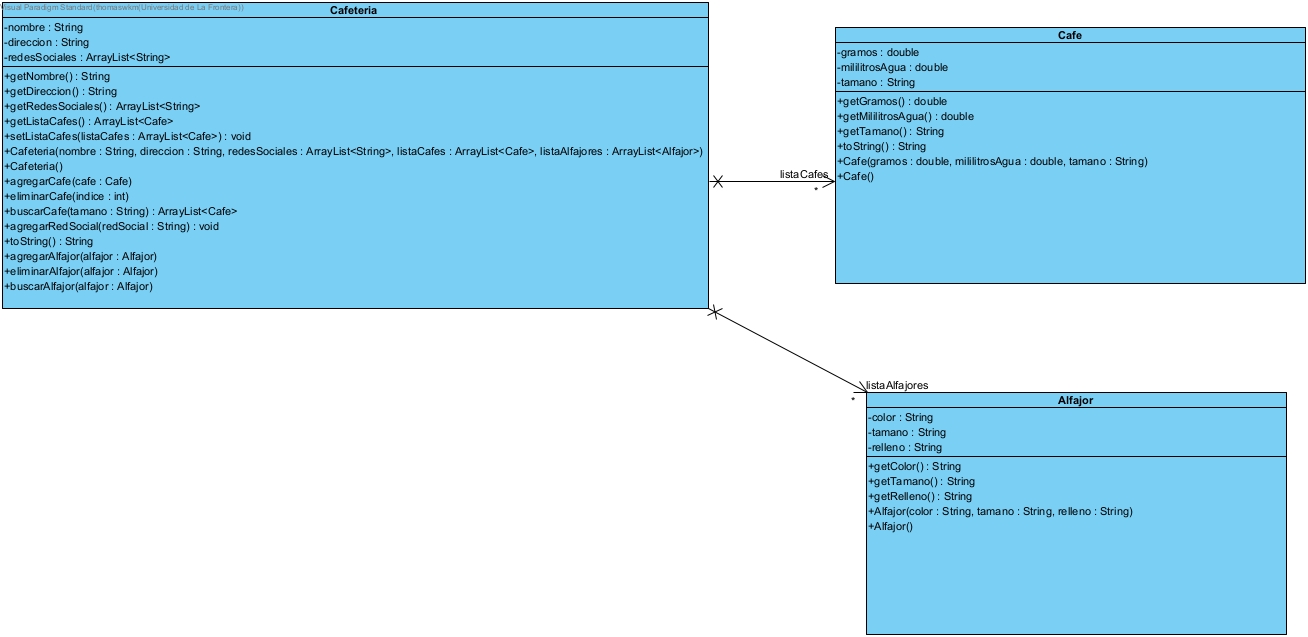 Visual Paradigm Standard(thomaswkm(Universidad de La Frontera))
Cafeteria
-nombre : String
-direccion : String
-redesSociales : ArrayList<String>
+getNombre() : String
+getDireccion() : String
+getRedesSociales() : ArrayList<String>
+getListaCafes() : ArrayList<Cafe>
+setListaCafes(listaCafes : ArrayList<Cafe>) : void
+Cafeteria(nombre : String, direccion : String, redesSociales : ArrayList<String>, listaCafes : ArrayList<Cafe>, listaAlfajores : ArrayList<Alfajor>)
+Cafeteria()
+agregarCafe(cafe : Cafe)
+eliminarCafe(indice : int)
+buscarCafe(tamano : String) : ArrayList<Cafe>
+agregarRedSocial(redSocial : String) : void
+toString() : String
+agregarAlfajor(alfajor : Alfajor)
+eliminarAlfajor(alfajor : Alfajor)
+buscarAlfajor(alfajor : Alfajor)
listaCafes
*
Cafe
-gramos : double
-mililitrosAgua : double
-tamano : String
+getGramos() : double
+getMililitrosAgua() : double
+getTamano() : String
+toString() : String
+Cafe(gramos : double, mililitrosAgua : double, tamano : String)
+Cafe()
listaAlfajores
*
Alfajor
-color : String
-tamano : String
-relleno : String
+getColor() : String
+getTamano() : String
+getRelleno() : String
+Alfajor(color : String, tamano : String, relleno : String)
+Alfajor()